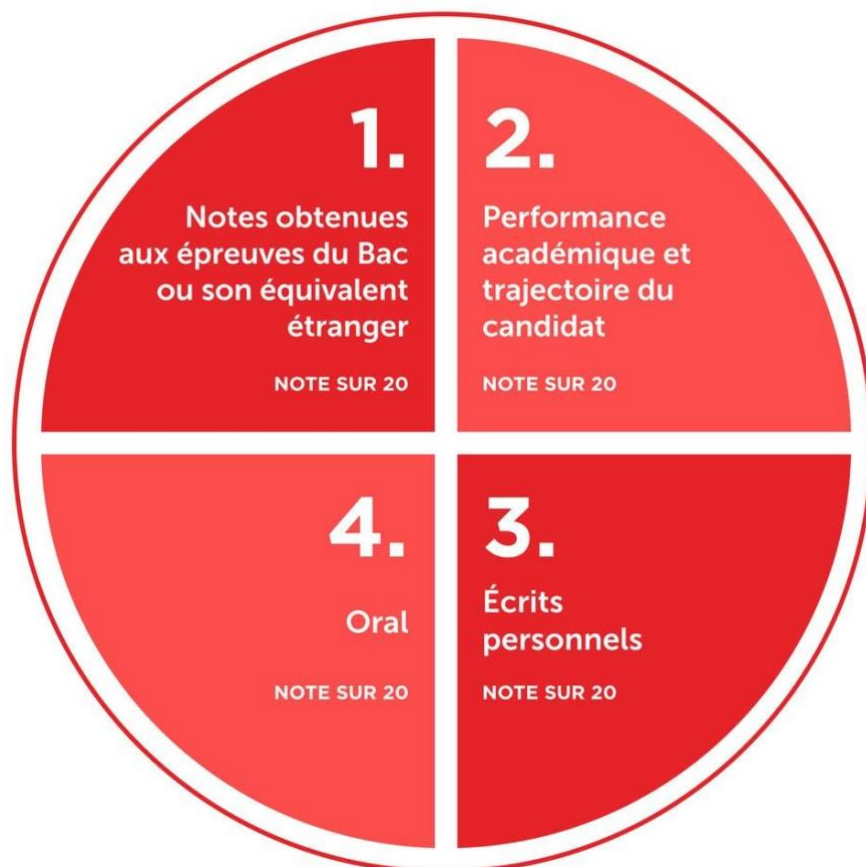 1.
Notes obtenues
aux épreuves du Bac
ou son équivalent
étranger
NOTE SUR 20
2.
Performance
académique et
trajectoire du
candidat
NOTE SUR 20
3.
Écrits
personnels
NOTE SUR 20
4.
Oral
NOTE SUR 20